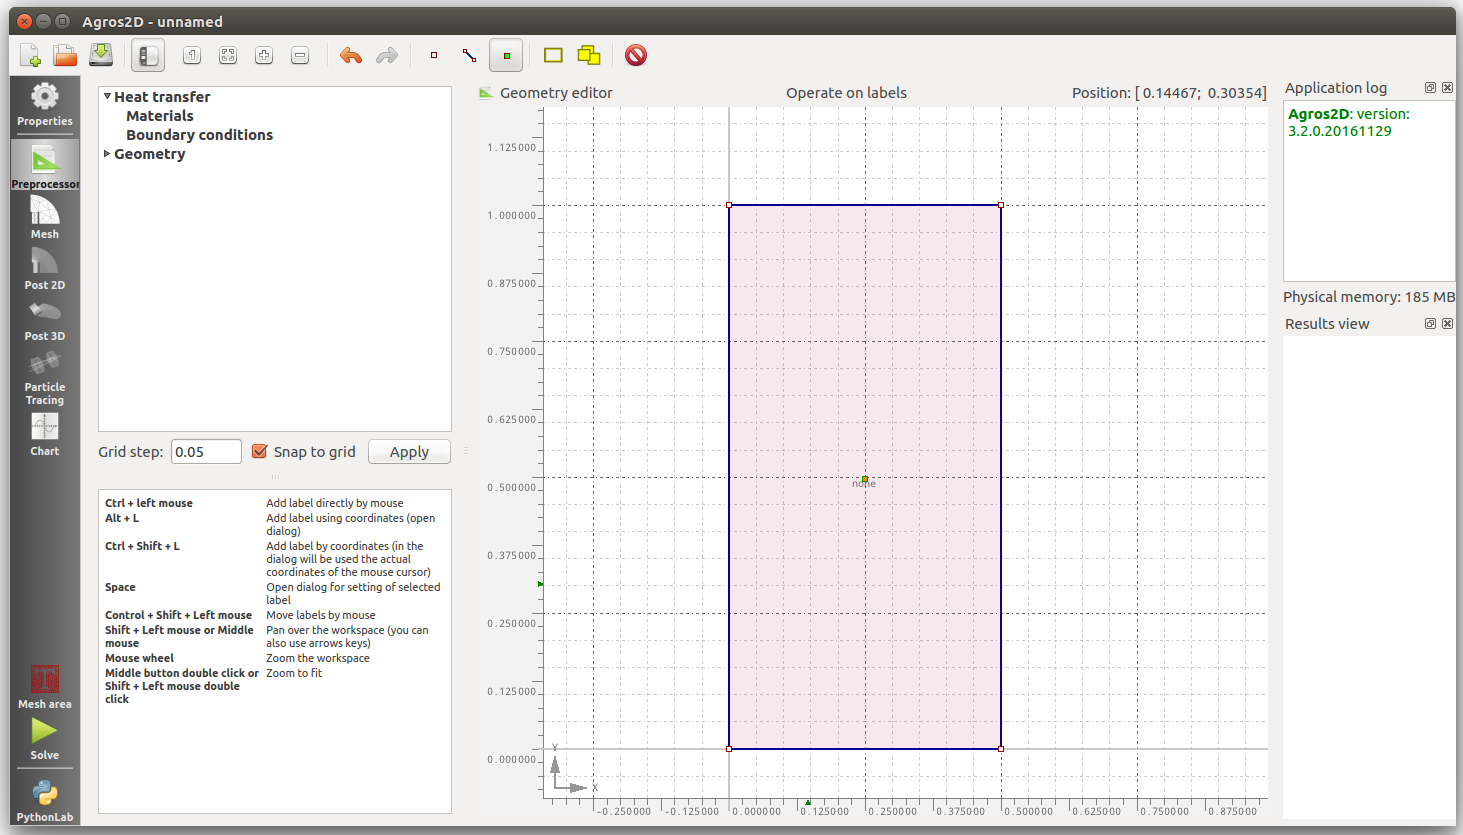 Agros2D - unnamed
Properties
Preprocessor
Mesh
Post 2D
Post 3D
Particle
Tracing
Chart
Mesh area
Solve
PythonLab
Heat transfer
Materials
Boundary conditions
Geometry
Grid step: 0.05 Snap to grid Apply
Ctrl + left mouse Add label directly by mouse
Alt + L Add label using coordinates (open
dialog)
Ctrl + Shift + L Add label by coordinates (in the
dialog will be used the actual
coordinates of the mouse cursor)
Space Open dialog for setting of selected
label
Control + Shift + Left mouse Move labels by mouse
Shift + Left mouse or Middle Pan over the workspace (you can
mouse also use arrows keys)
Mouse wheel Zoom the workspace
Middle button double click or Zoom to fit
Shift + Left mouse double
click
Geometry editor Operate on labels Position: [ 0.14467; 0.30354]
1.125000
1.000000
0.875000
0.750000
0.625000
0.500000
none
0.375000
0.250000
0.125000
0.000000
Y
X
-0.250000 -0.125000 0.000000 0.125000 0.250000 0.375000 0.500000 0.625000 0.750000 0.875000
Application log
Agros2D: version:
3.2.0.20161129
Physical memory: 185 MB
Results view